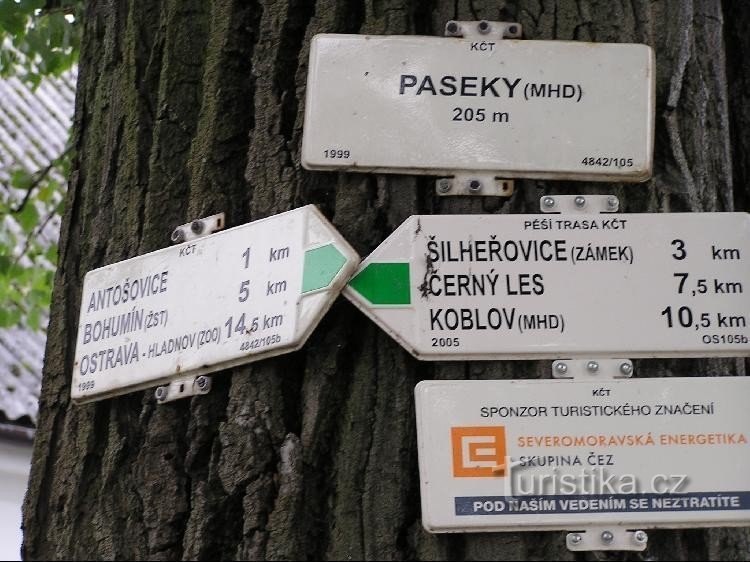 KČT
PASEKY (MHD)
205 m
1999 4842/105
KČT
ANTOŠOVICE 1 km
BOHUMÍN (ŽST) 5 km
OSTRAVA - HLADNOV (ZOO) 14,5 km
1999 4842/105b
PĚŠÍ TRASA KČT
ŠILHEŘOVICE (ZÁMEK) 3 km
ČERNÝ LES 7,5 km
KOBLOV (MHD) 10,5 km
2005 OS105b
KČT
SPONZOR TURISTICKÉHO ZNAČENÍ
SEVEROMORAVSKÁ ENERGETIKA
SKUPINA ČEZ
Turistika.cz
POD NAŠÍM VEDENÍM SE NEZTRATÍTE